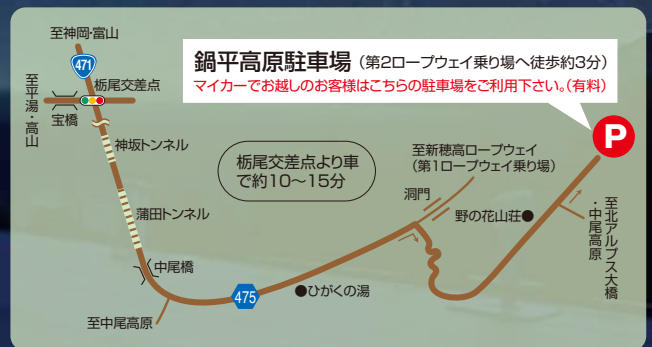 至神岡・富山
471
栃尾交差点
至平湯・高山
宝橋
神坂トンネル
蒲田トンネル
中尾橋
至中尾高原
鍋平高原駐車場（第2ロープウェイ乗り場へ徒歩約3分）
マイカーでお越しのお客様はこちらの駐車場をご利用下さい。（有料）
P
栃尾交差点より車
で約10〜15分
至新穂高ロープウェイ
（第1ロープウェイ乗り場）
洞門
野の花山荘●
至北アルプス大橋
・中尾高原
475
●ひがくの湯